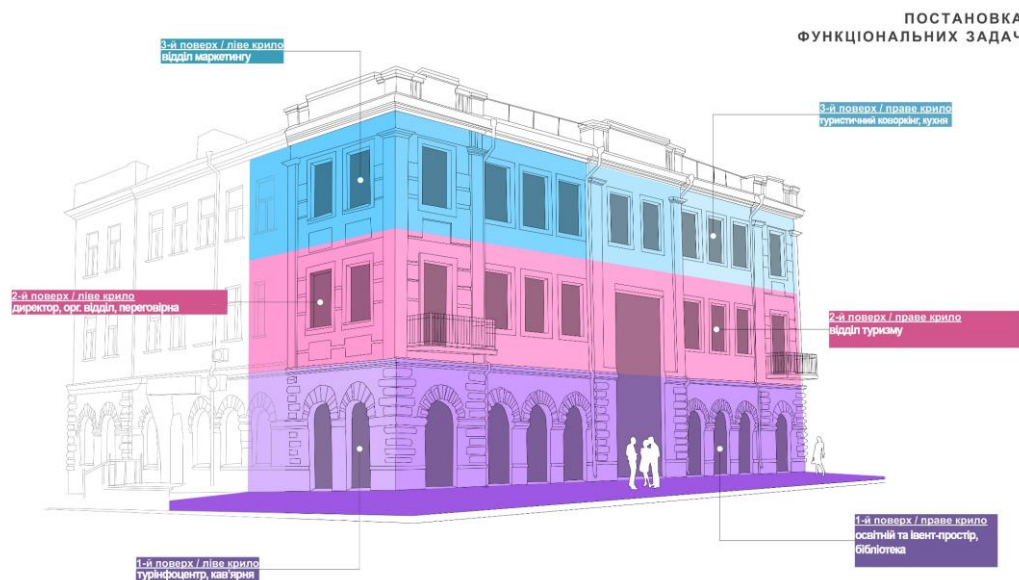 ПОСТАНОВКА
ФУНКЦІОНАЛЬНИХ ЗАДАЧ
3-й поверх / ліве крило
відділ маркетингу
3-й поверх / праве крило
туристичний коворкінг, кухня
2-й поверх / ліве крило
директор, орг. відділ, переговірна
2-й поверх / праве крило
відділ туризму
1-й поверх / праве крило
освітній та івент-простір,
бібліотека
1-й поверх / ліве крило
турінфоцентр, кав'ярня